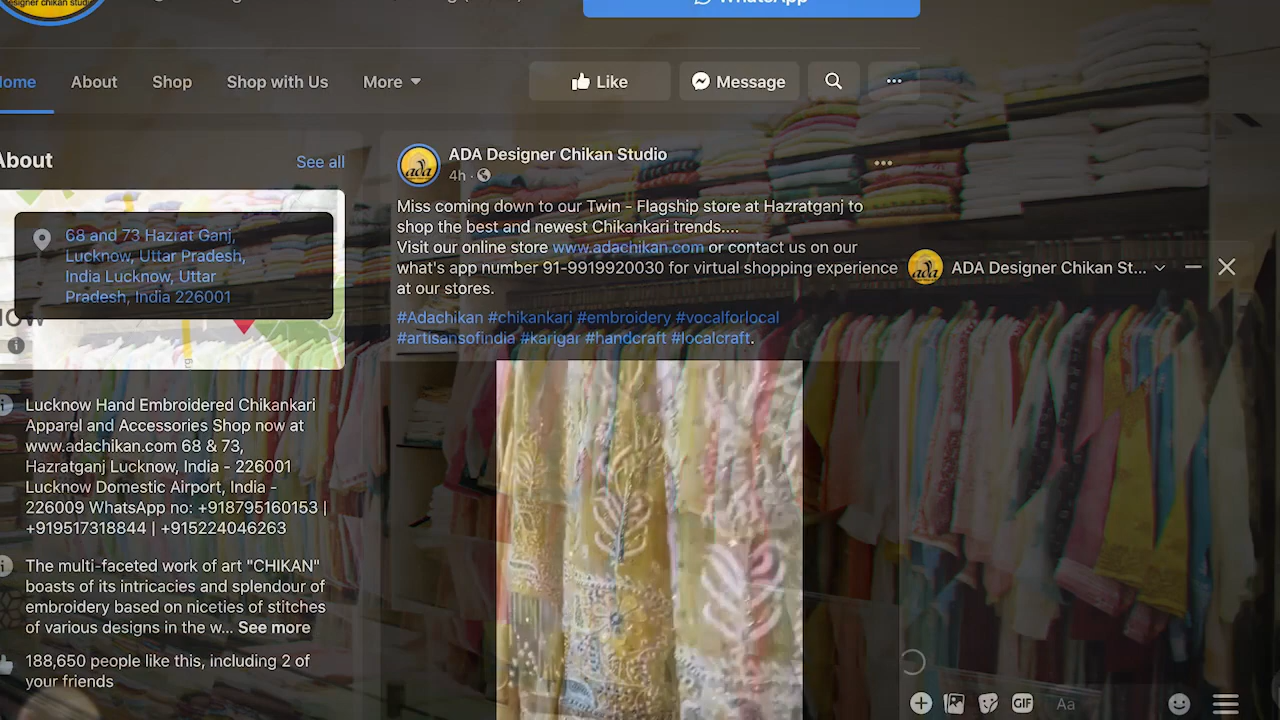 designer chikan studio
WhatsApp
Home
About
Shop
Shop with Us
More
Like
Message
About
See all
68 and 73 Hazrat Ganj,
Lucknow, Uttar Pradesh,
India Lucknow, Uttar
Pradesh, India 226001
Lucknow Hand Embroidered Chikankari
Apparel and Accessories Shop now at
www.adachikan.com 68 & 73,
Hazratganj Lucknow, India - 226001
Lucknow Domestic Airport, India -
226009 WhatsApp no: +918795160153 |
+919517318844 | +915224046263
The multi-faceted work of art "CHIKAN"
boasts of its intricacies and splendour of
embroidery based on niceties of stitches
of various designs in the w... See more
188,650 people like this, including 2 of
your friends
ada
ADA Designer Chikan Studio
4h
Miss coming down to our Twin - Flagship store at Hazratganj to
shop the best and newest Chikankari trends....
Visit our online store www.adachikan.com or contact us on our
what's app number 91-9919920030 for virtual shopping experience
at our stores.
#Adachikan #chikankari #embroidery #vocalforlocal
#artisansofindia #karigar #handcraft #localcraft.
ada
ADA Designer Chikan St...
GIF
Aa